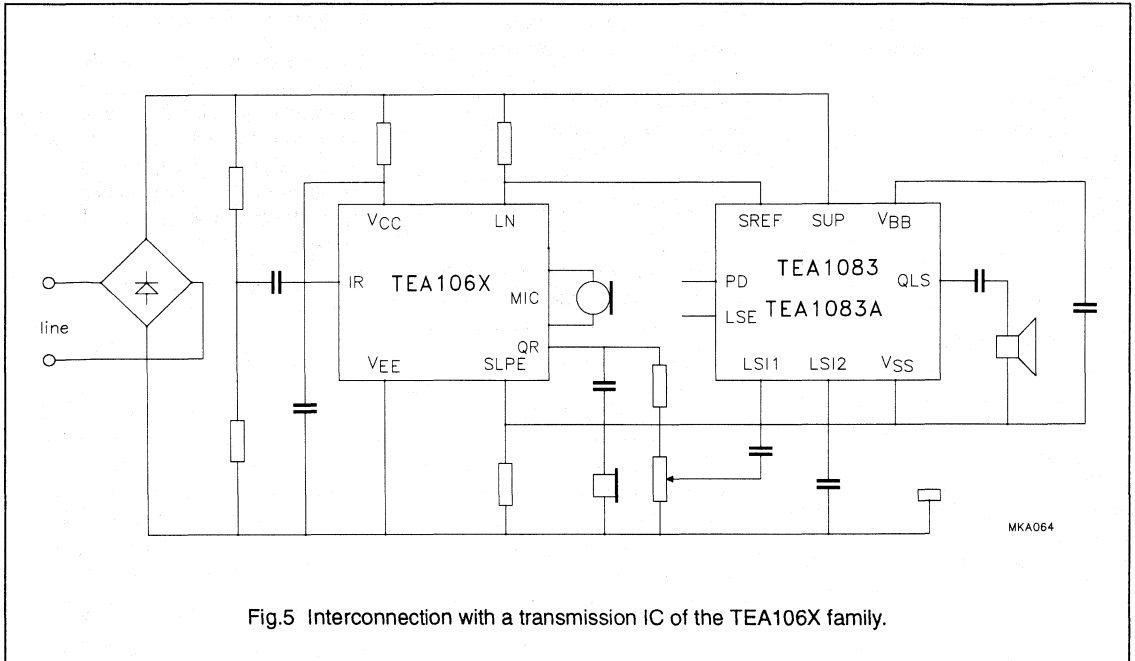 VCC
LN
SREF
SUP
VBB
IR
TEA106X
MIC
PD
TEA1083
QLS
LSE
TEA1083A
line
QR
VEE
SLPE
LSI1
LSI2
VSS
MKA064
Fig.5 Interconnection with a transmission IC of the TEA106X family.